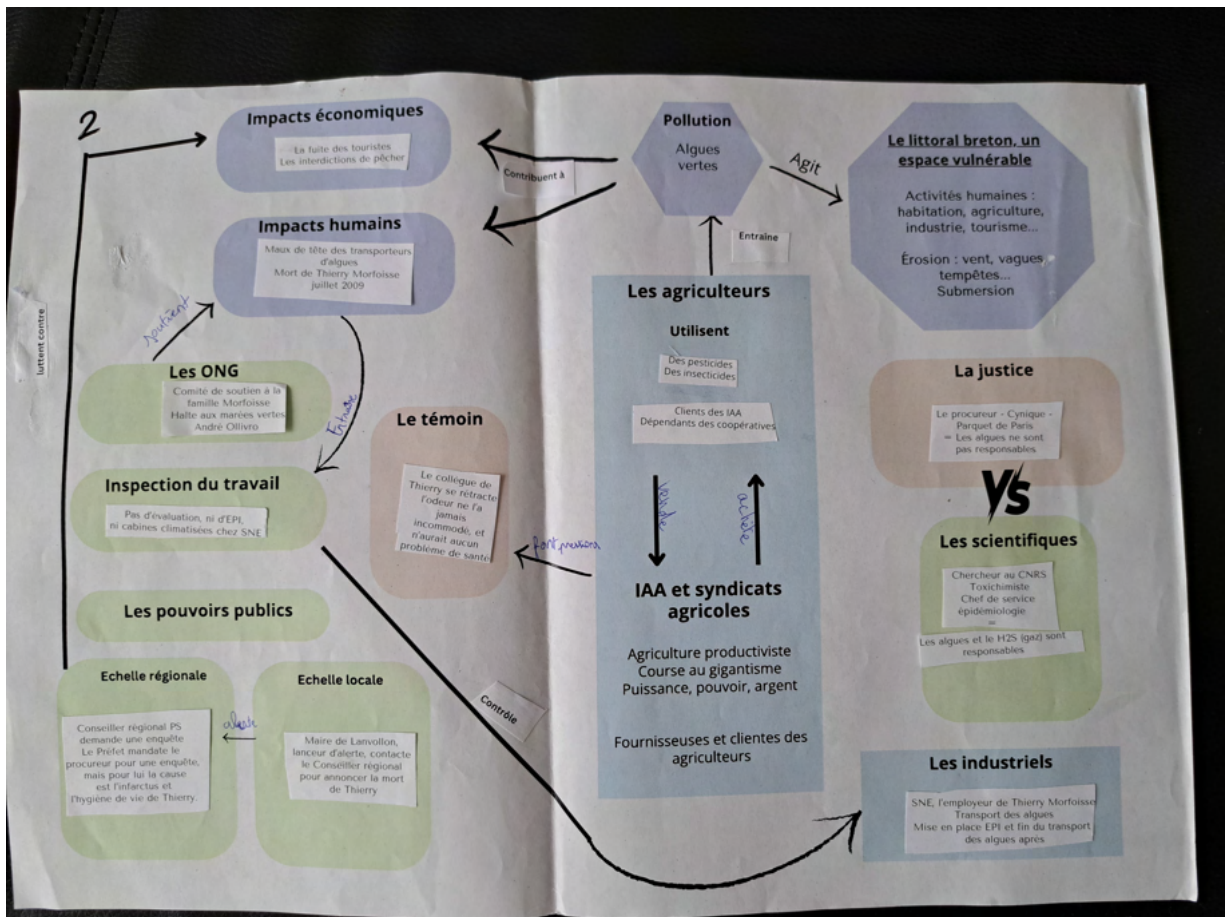 2
Impacts économiques
La fuite des touristes
Les interdictions de pêcher
Contribuent à
Pollution
Algues
vertes
Agit
Le littoral breton, un
espace vulnérable
Activités humaines :
habitation, agriculture,
industrie, tourisme...
Érosion : vent, vagues,
tempêtes...
Submersion
Impacts humains
Maux de tête des transporteurs
d'algues
Mort de Thierry Morfoisse
juillet 2009
Entraîne
luttent contre
soutient
Les ONG
Comité de soutien à la
famille Morfoisse
Halte aux marées vertes
André Ollivro
Entraine
Inspection du travail
Pas d'évaluation, ni d'EPI,
ni cabines climatisées chez SNE
Le témoin
Le collègue de
Thierry se rétracte
l'odeur ne l'a
jamais
incommodé, et
n'aurait aucun
problème de santé
font pression
Les agriculteurs
Utilisent
Des pesticides
Des insecticides
Clients des IAA
Dépendants des coopératives
vende
achète
IAA et syndicats
agricoles
Agriculture productiviste
Course au gigantisme
Puissance, pouvoir, argent
Fournisseuses et clientes des
agriculteurs
La justice
Le procureur - Cynique -
Parquet de Paris
= Les algues ne sont
pas responsables
VS
Les scientifiques
Chercheur au CNRS
Toxichimiste
Chef de service
épidémiologie
=
Les algues et le H2S (gaz) sont
responsables
Les pouvoirs publics
Echelle régionale
Conseiller régional PS
demande une enquête
Le Préfet mandate le
procureur pour une enquête,
mais pour lui la cause
est l'infarctus et
l'hygiène de vie de Thierry.
Echelle locale
Maire de Lanvollon,
lanceur d'alerte, contacte
le Conseiller régional
pour annoncer la mort
de Thierry
Contrôle
Les industriels
SNE, l'employeur de Thierry Morfoisse
Transport des algues
Mise en place EPI et fin du transport
des algues après